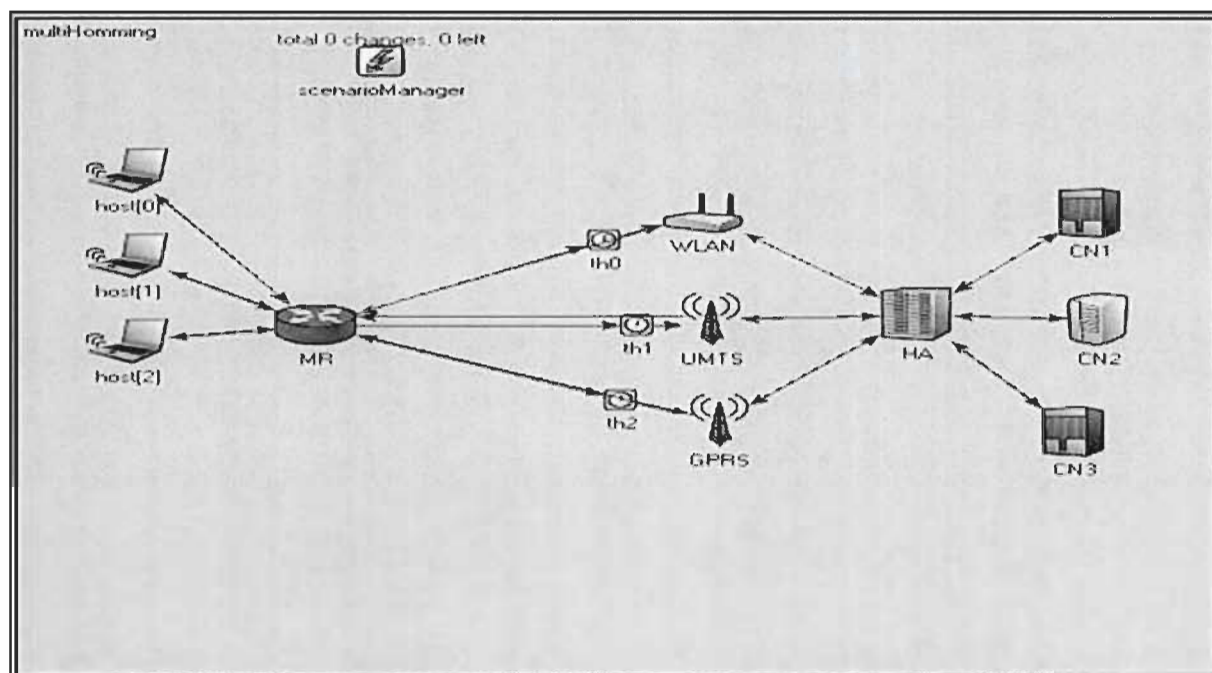 multiHomming
total 0 changes, 0 left
scenarioManager
host[0]
host[1]
host[2]
MR
th0
th1
th2
WLAN
UMTS
GPRS
HA
CN1
CN2
CN3